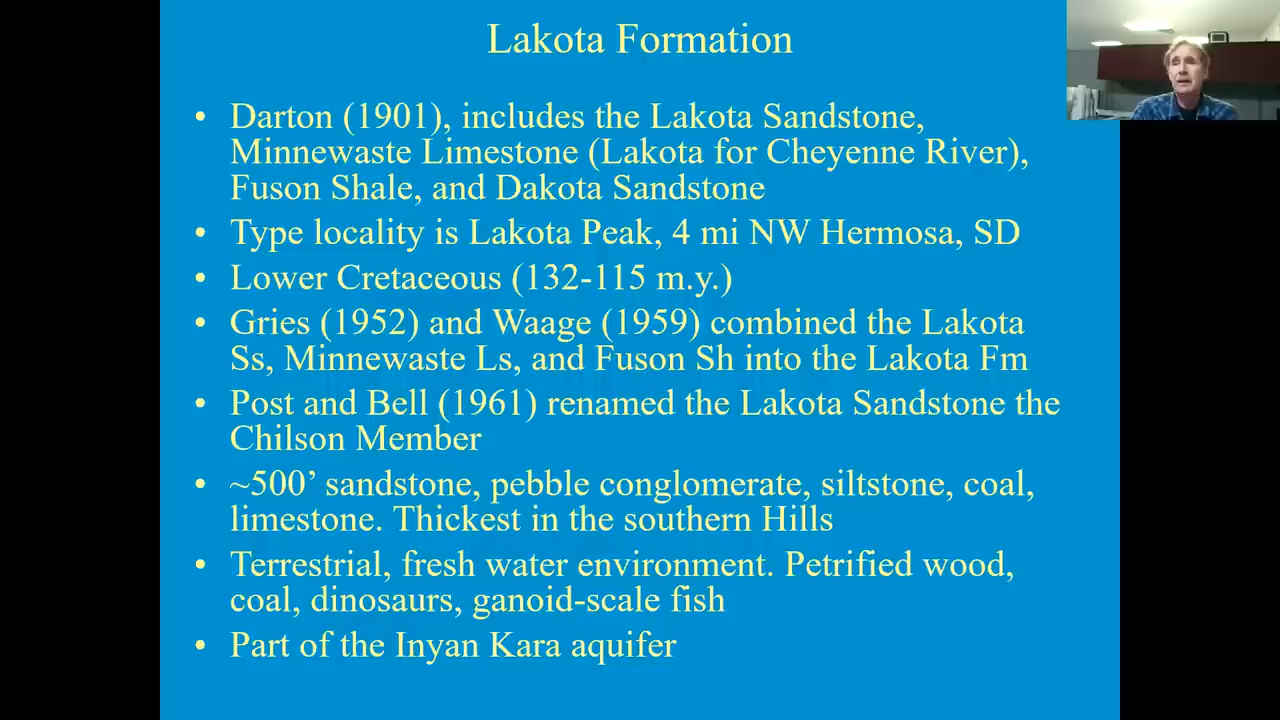 Lakota Formation
• Darton (1901), includes the Lakota Sandstone,
Minnewaste Limestone (Lakota for Cheyenne River),
Fuson Shale, and Dakota Sandstone
• Type locality is Lakota Peak, 4 mi NW Hermosa, SD
• Lower Cretaceous (132-115 m.y.)
• Gries (1952) and Waage (1959) combined the Lakota
Ss, Minnewaste Ls, and Fuson Sh into the Lakota Fm
• Post and Bell (1961) renamed the Lakota Sandstone the
Chilson Member
• ~500’ sandstone, pebble conglomerate, siltstone, coal,
limestone. Thickest in the southern Hills
• Terrestrial, fresh water environment. Petrified wood,
coal, dinosaurs, ganoid-scale fish
• Part of the Inyan Kara aquifer